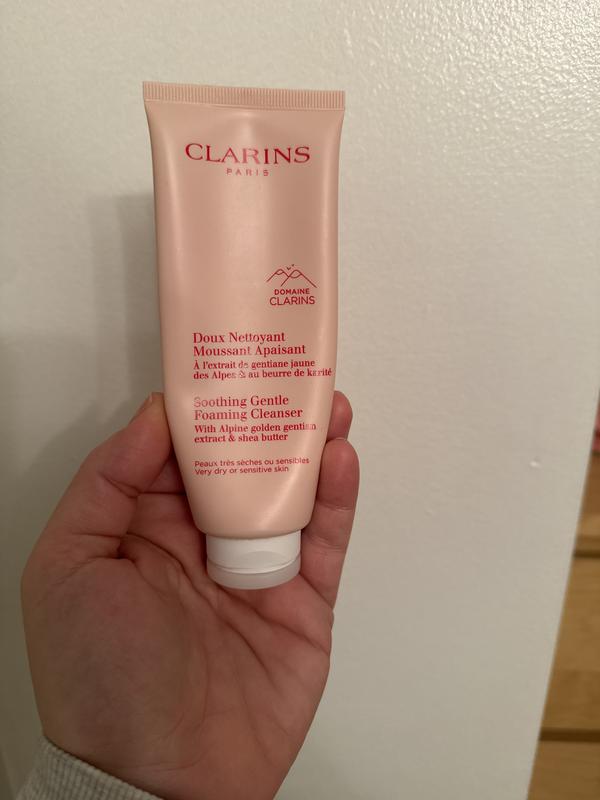 CLARINS
PARIS
DOMAINE
CLARINS
Doux Nettoyant
Moussant Apaisant
À l'extrait de gentiane jaune
des Alpes & au beurre de karité
Soothing Gentle
Foaming Cleanser
With Alpine golden gentian
extract & shea butter
Peaux très sèches ou sensibles
Very dry or sensitive skin